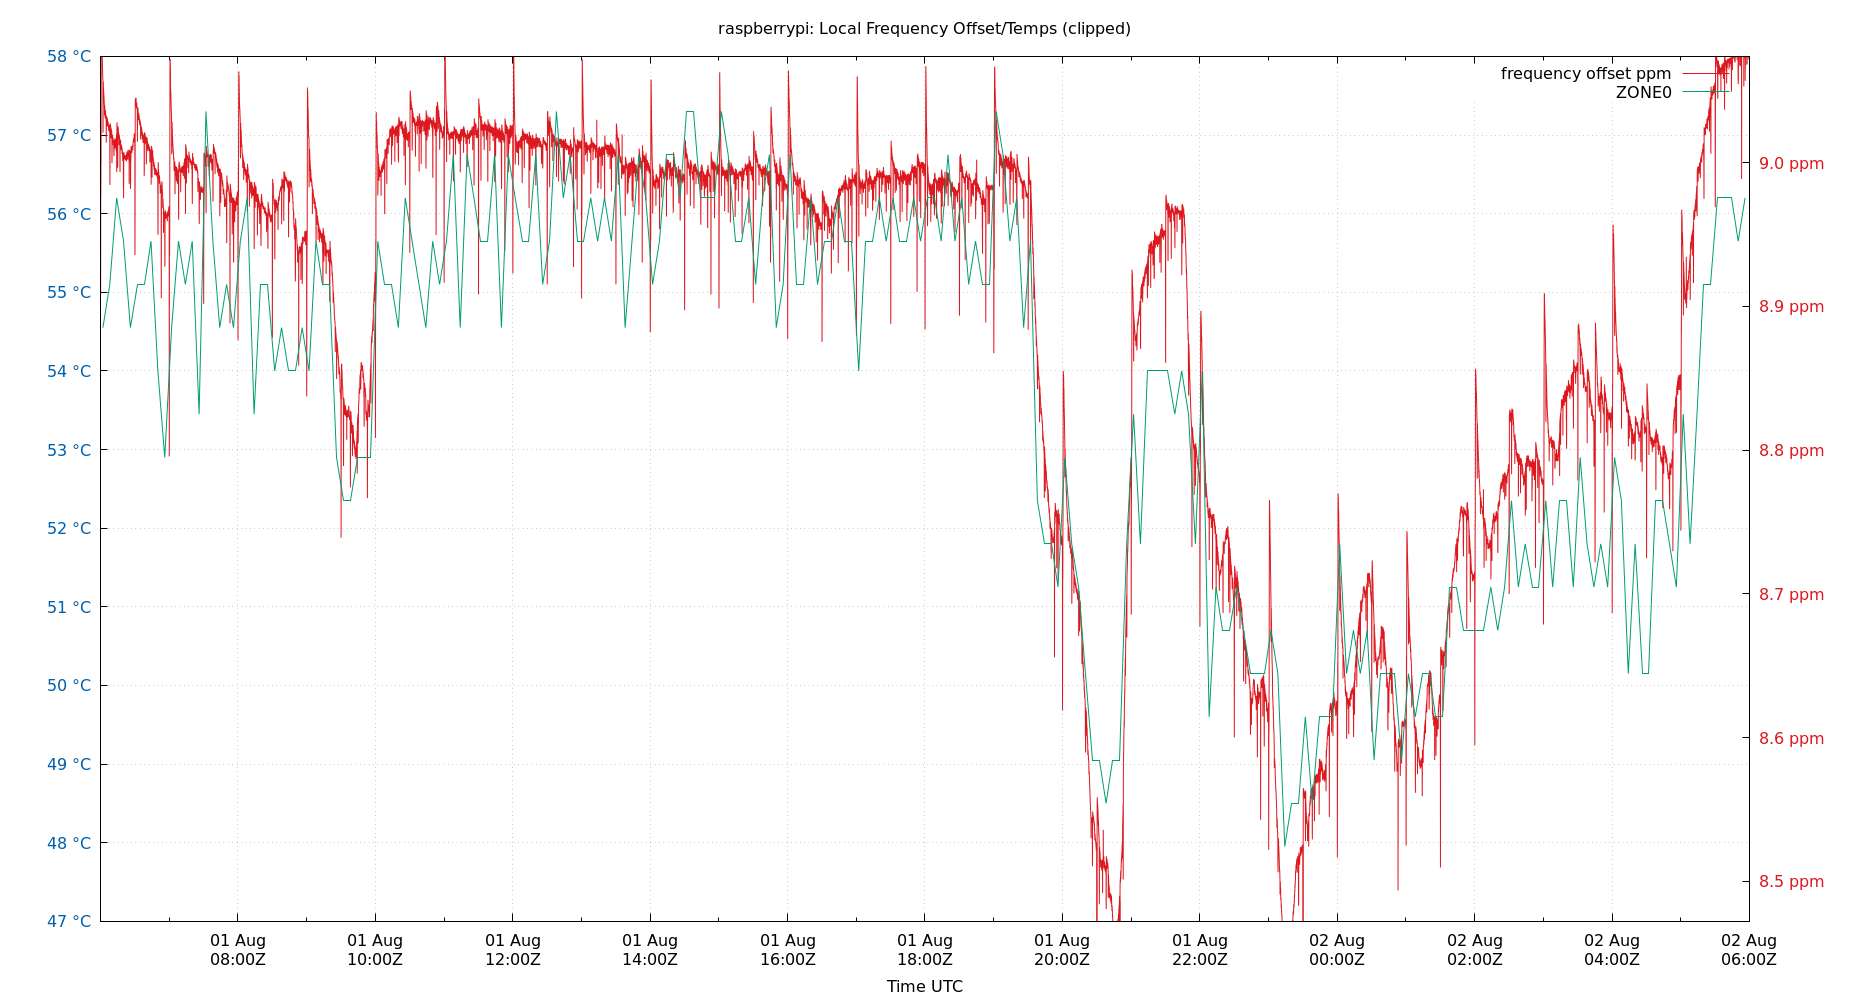 raspberrypi: Local Frequency Offset/Temps (clipped)
58 °C
57 °C
56 °C
55 °C
54 °C
53 °C
52 °C
51 °C
50 °C
49 °C
48 °C
47 °C
frequency offset ppm
ZONE0
9.0 ppm
8.9 ppm
8.8 ppm
8.7 ppm
8.6 ppm
8.5 ppm
01 Aug 01 Aug 01 Aug 01 Aug 01 Aug 01 Aug 01 Aug 01 Aug 02 Aug 02 Aug 02 Aug 02 Aug
08:00Z 10:00Z 12:00Z 14:00Z 16:00Z 18:00Z 20:00Z 22:00Z 00:00Z 02:00Z 04:00Z 06:00Z
Time UTC